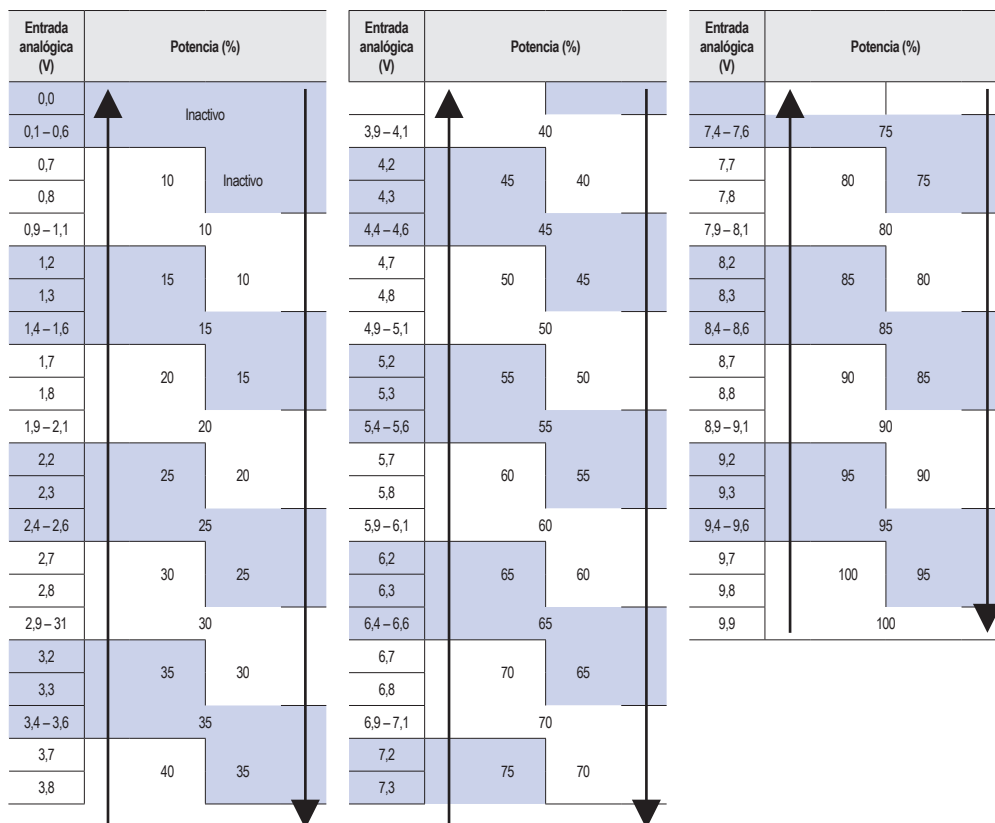 Entrada analógica (V) Potencia (%)
0,0
Inactivo
0,1 – 0,6
0,7
10 Inactivo
0,8
0,9 – 1,1 10
1,2
15 10
1,3
1,4 – 1,6 15
1,7
20 15
1,8
1,9 – 2,1 20
2,2
25 20
2,3
2,4 – 2,6 25
2,7
30 25
2,8
2,9 – 31 30
3,2
35 30
3,3
3,4 – 3,6 35
3,7
40 35
3,8
Entrada analógica (V) Potencia (%)
3,9 – 4,1 40
4,2
45 40
4,3
4,4 – 4,6 45
4,7
50 45
4,8
4,9 – 5,1 50
5,2
55 50
5,3
5,4 – 5,6 55
5,7
60 55
5,8
5,9 – 6,1 60
6,2
65 60
6,3
6,4 – 6,6 65
6,7
70 65
6,8
6,9 – 7,1 70
7,2
75 70
7,3
Entrada analógica (V) Potencia (%)
7,4 – 7,6 75
7,7
80 75
7,8
7,9 – 8,1 80
8,2
85 80
8,3
8,4 – 8,6 85
8,7
90 85
8,8
8,9 – 9,1 90
9,2
95 90
9,3
9,4 – 9,6 95
9,7
100 95
9,8
9,9 100